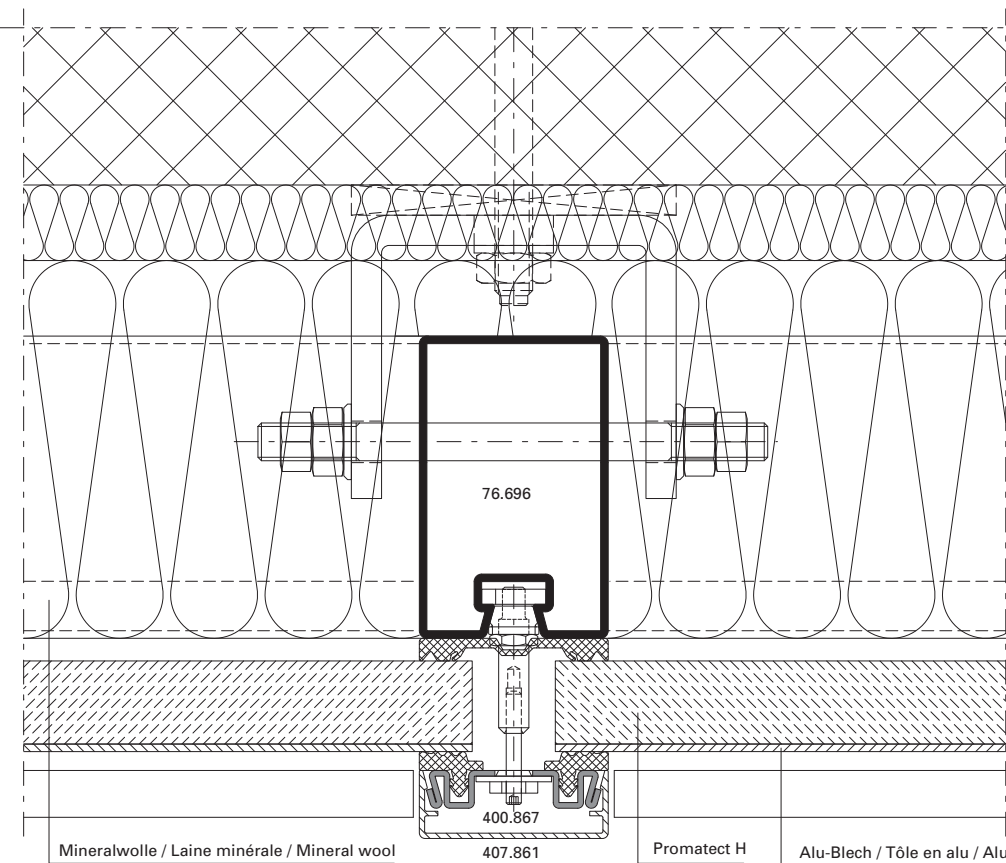 76.696
400.867
407.861
Mineralwolle / Laine minérale / Mineral wool
Promatect H
Alu-Blech / Tôle en alu / Alu